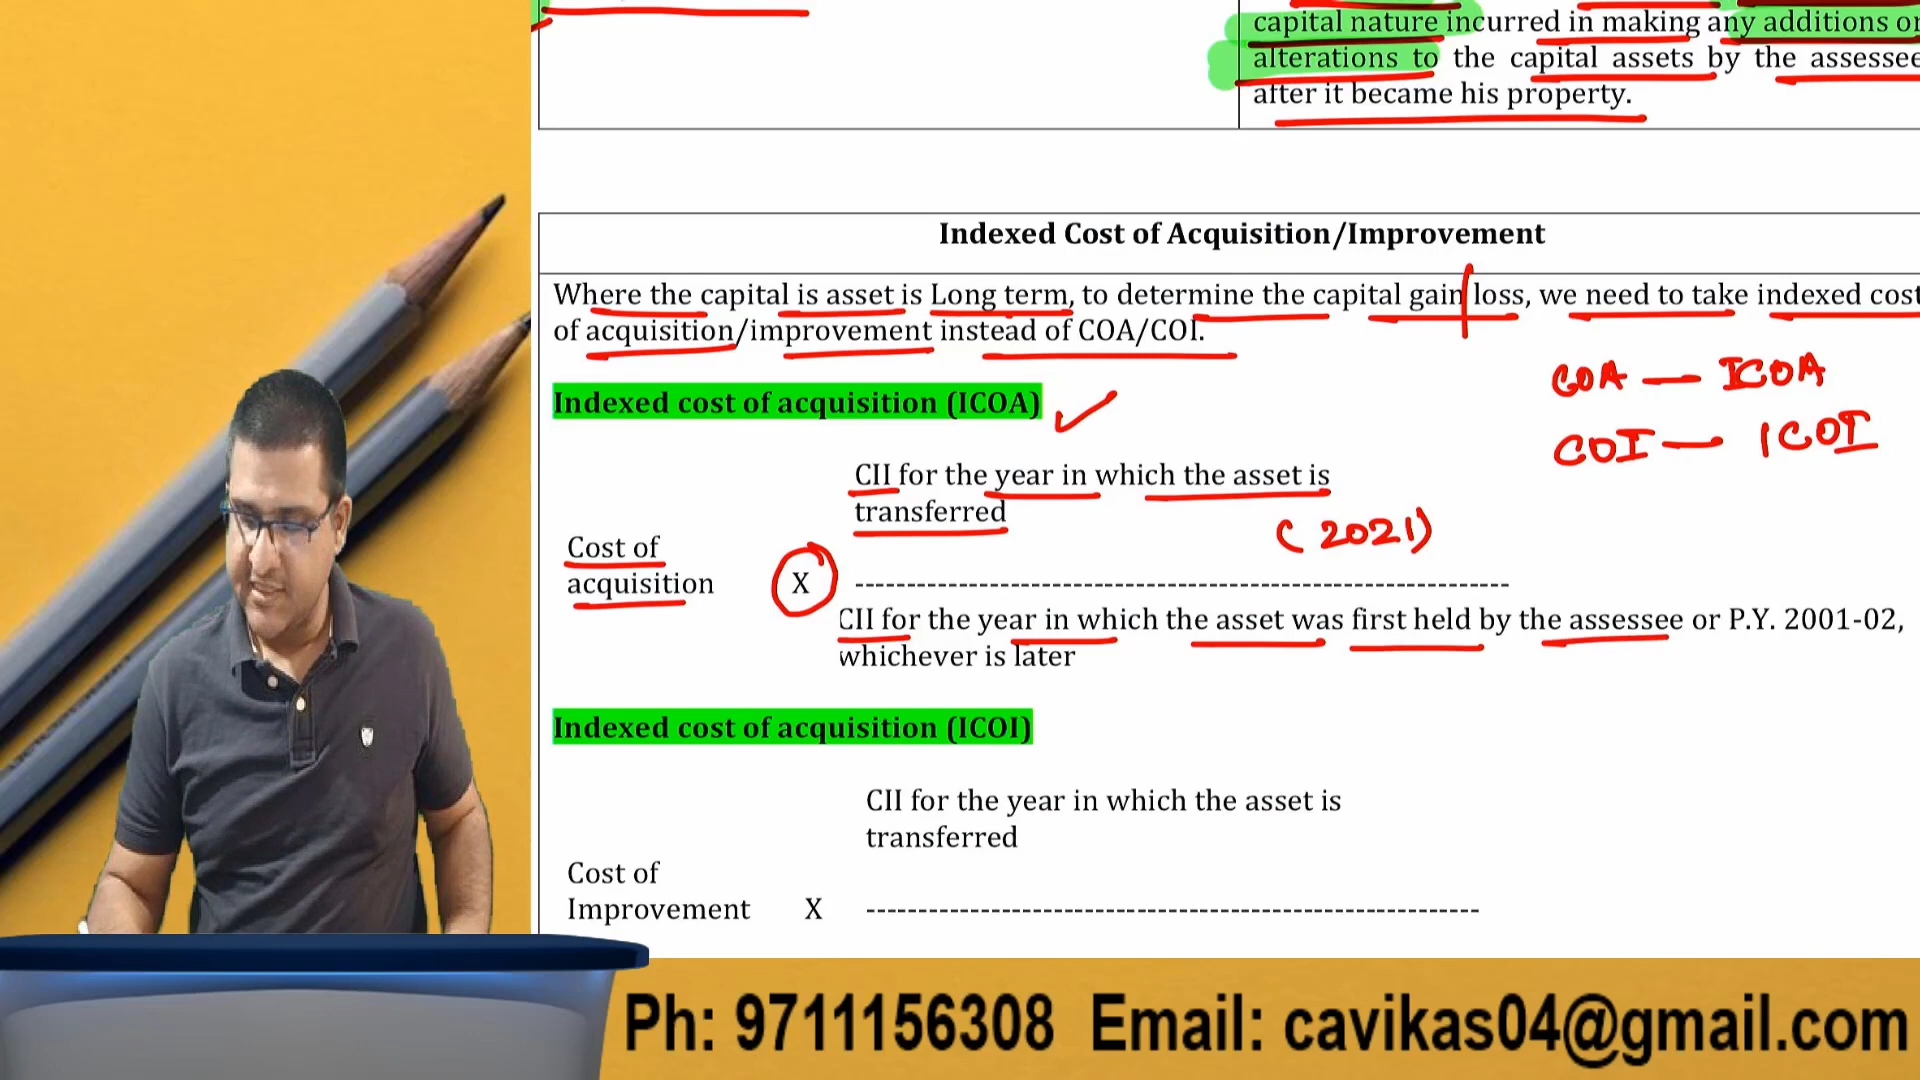 capital nature incurred in making any additions or
alterations to the capital assets by the assessee
after it became his property.
Indexed Cost of Acquisition/Improvement
Where the capital is asset is Long term, to determine the capital gain loss, we need to take indexed cost
of acquisition/improvement instead of COA/COI.
COA — ICOA
COI — ICOI
Indexed cost of acquisition (ICOA)
CII for the year in which the asset is
transferred
(2021)
Cost of
acquisition X ----------------------------------------------------------------
CII for the year in which the asset was first held by the assessee or P.Y. 2001-02,
whichever is later
Indexed cost of acquisition (ICOI)
CII for the year in which the asset is
transferred
Cost of
Improvement X ------------------------------------------------------------
Ph: 9711156308 Email: cavikas04@gmail.com